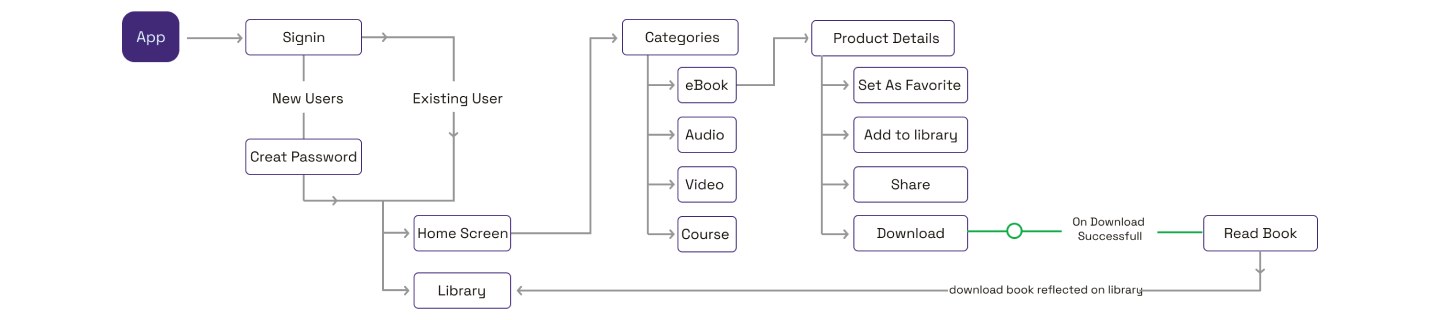 App
Signin
New Users
Existing User
Creat Password
Home Screen
Library
Categories
eBook
Audio
Video
Course
Product Details
Set As Favorite
Add to library
Share
Download
On Download
Successfull
Read Book
download book reflected on library